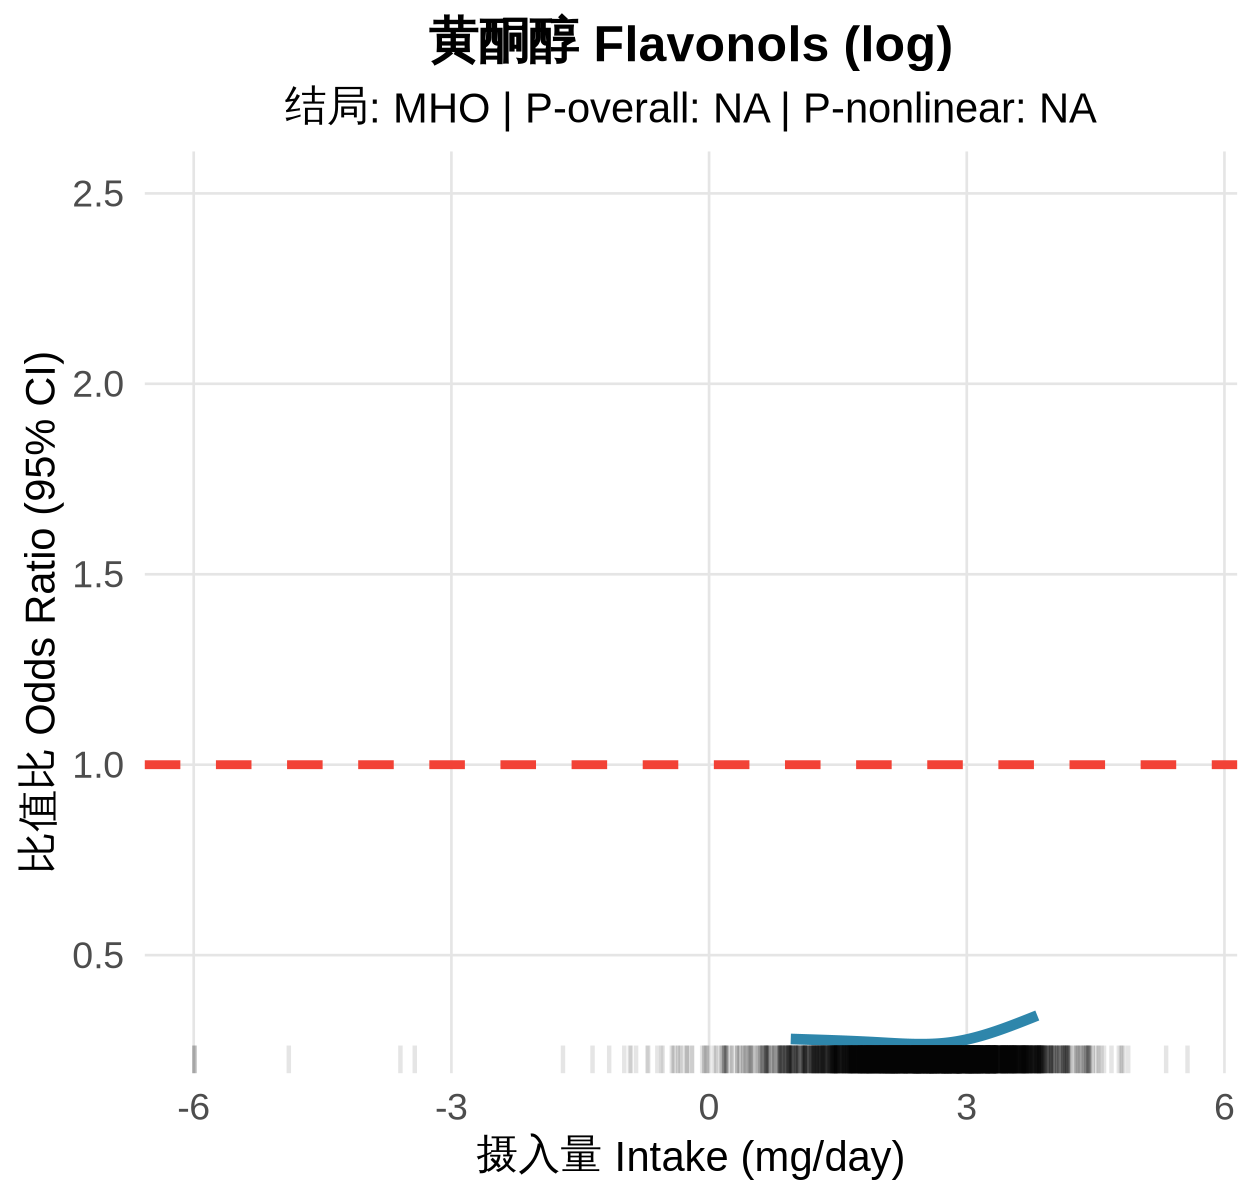 黄酮醇 Flavonols (log)
结局: MHO | P-overall: NA | P-nonlinear: NA
比值比 Odds Ratio (95% CI)
2.5
2.0
1.5
1.0
0.5
-6 -3 0 3 6
摄入量 Intake (mg/day)